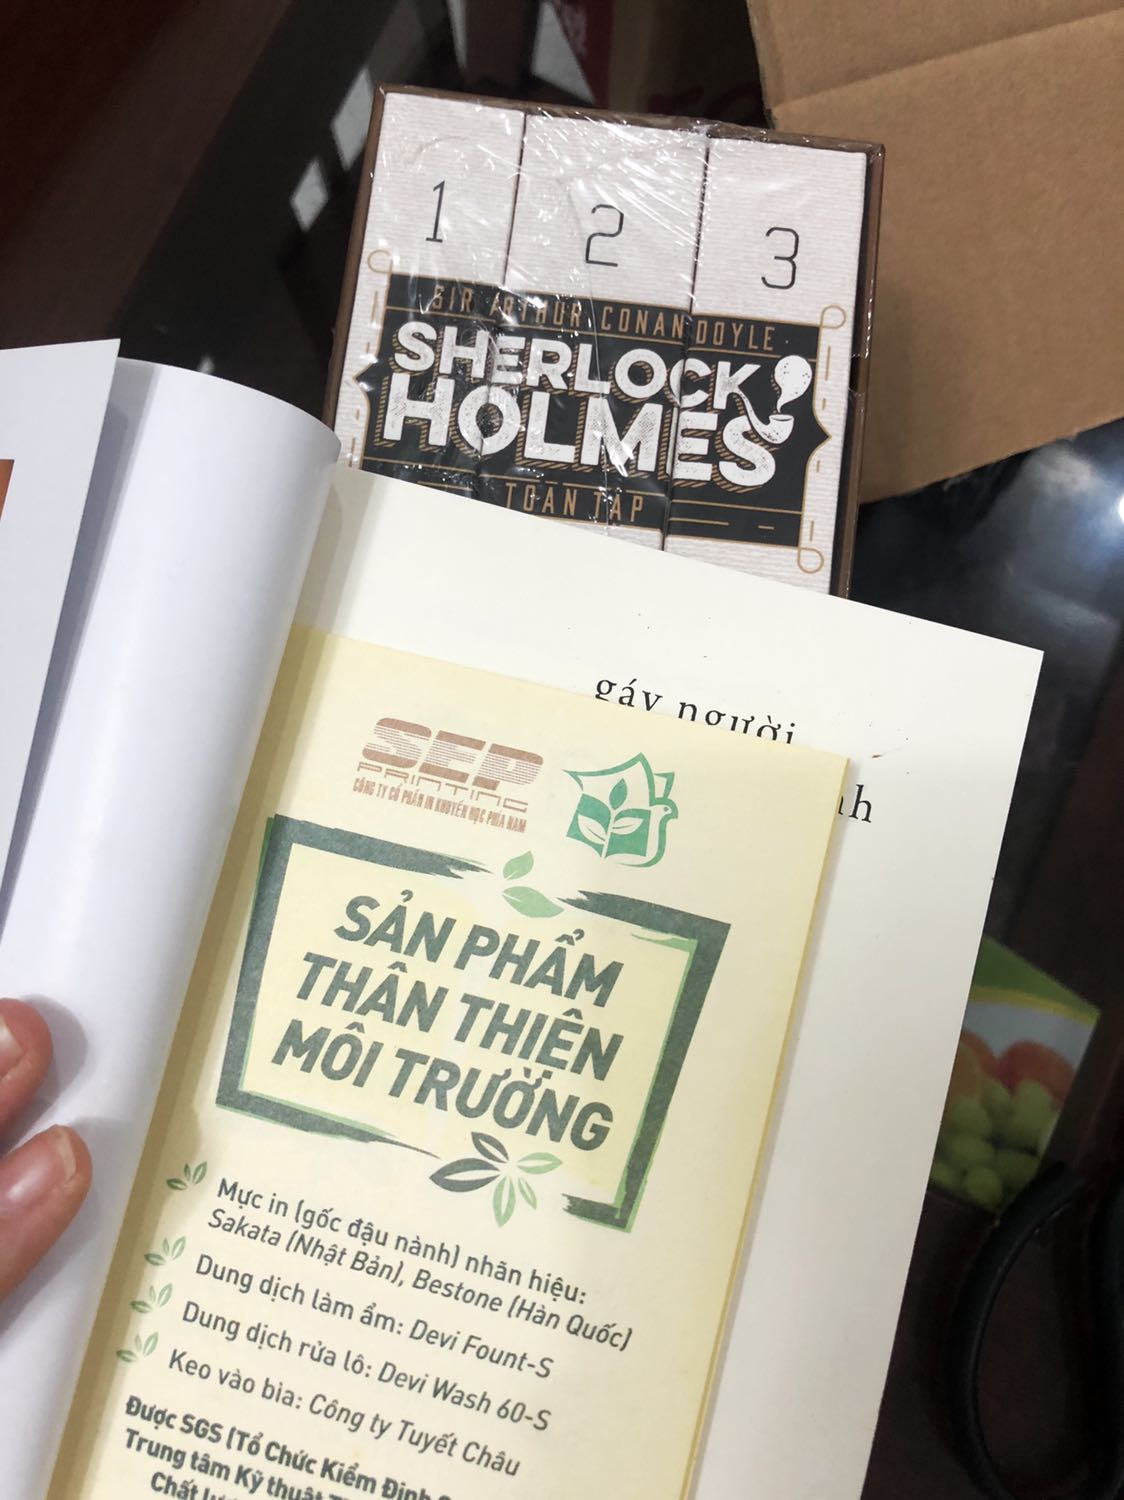 1
2
3
SIR ARTHUR CONAN DOYLE
SHERLOCK
HOLMES
TOÀN TẬP
gáy người
nh
SEP
PRINTING
CÔNG TY CỔ PHẦN IN KHUYẾN HỌC PHÍA NAM
SẢN PHẨM
THÂN THIỆN
MÔI TRƯỜNG
Mực in (gốc đậu nành) nhãn hiệu:
Sakata (Nhật Bản), Bestone (Hàn Quốc)
Dung dịch làm ẩm: Devi Fount-S
Dung dịch rửa lô: Devi Wash 60-S
Keo vào bìa: Công ty Tuyết Châu
Được SGS (Tổ Chức Kiểm Định
Trung tâm Kỹ thuật
Chất